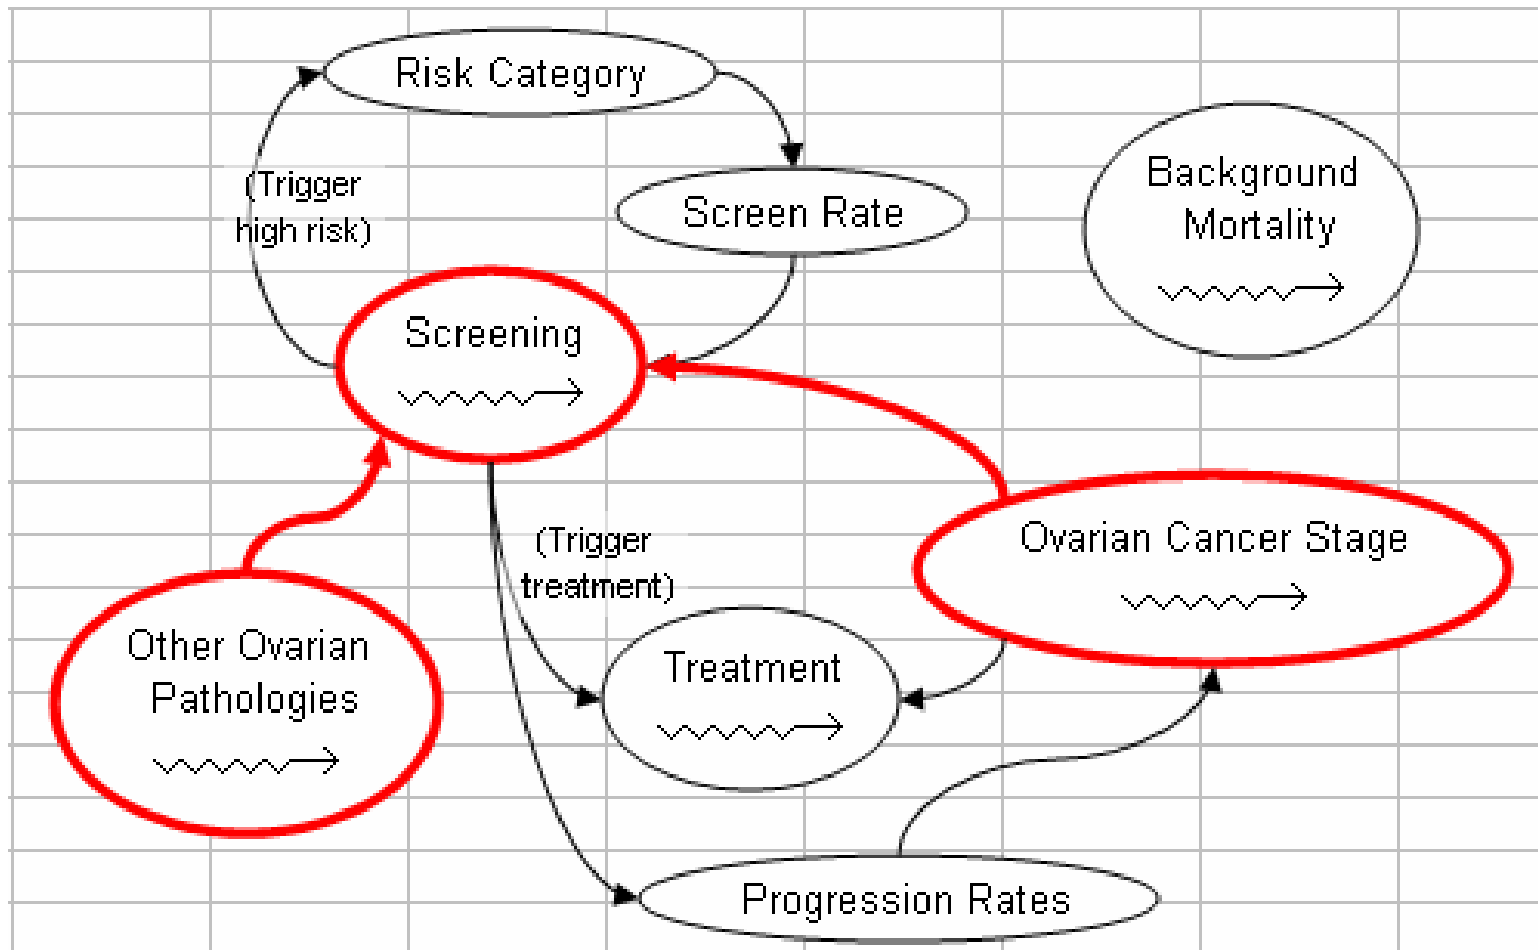 Risk Category
(Trigger
high risk)
Screen Rate
Background
Mortality
Screening
(Trigger
treatment)
Ovarian Cancer Stage
Other Ovarian
Pathologies
Treatment
Progression Rates